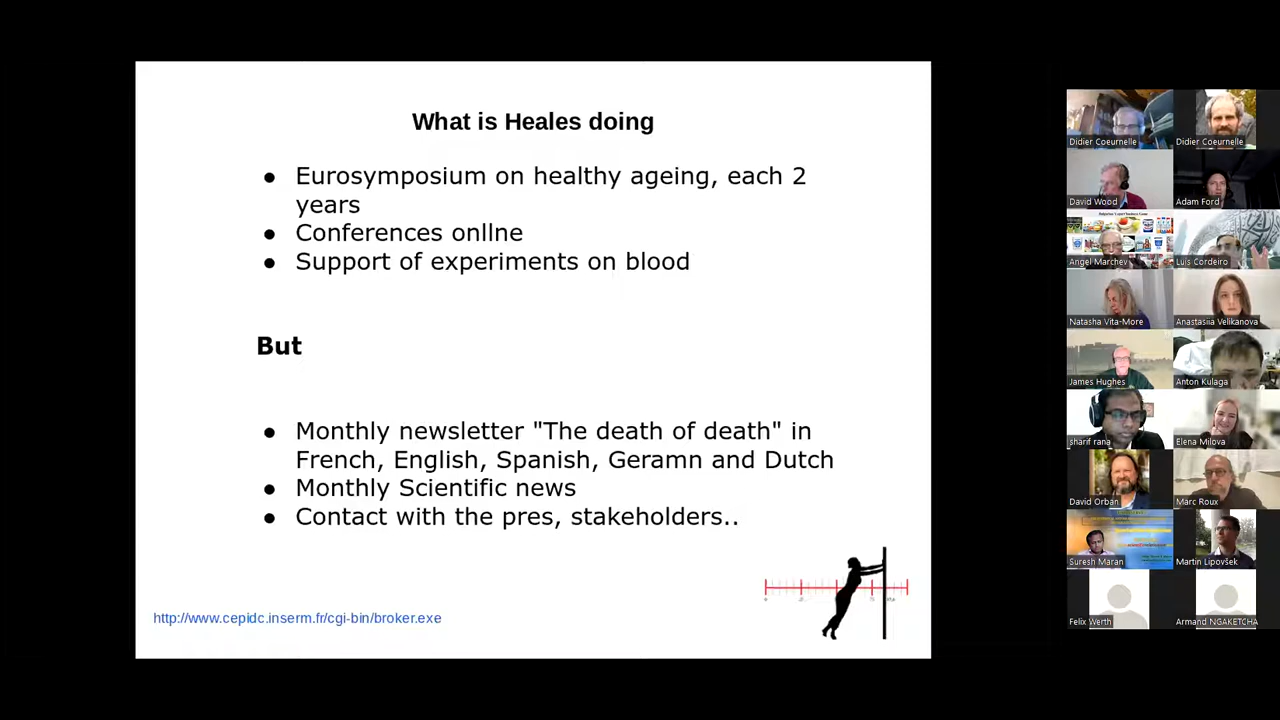 What is Heales doing
● Eurosymposium on healthy ageing, each 2
years
● Conferences onlIne
● Support of experiments on blood
But
● Monthly newsletter "The death of death" in
French, English, Spanish, Geramn and Dutch
● Monthly Scientific news
● Contact with the pres, stakeholders..
http://www.cepidc.inserm.fr/cgi-bin/broker.exe
Didier Coeurnelle
Didier Coeurnelle
David Wood
Adam Ford
Angel Marchev
Luis Cordeiro
Natasha Vita-More
Anastasiia Velikanova
James Hughes
Anton Kulaga
sharif rana
Elena Milova
David Orban
Marc Roux
Suresh Maran
Martin Lipovšek
Felix Werth
Armand NGAKETCHA